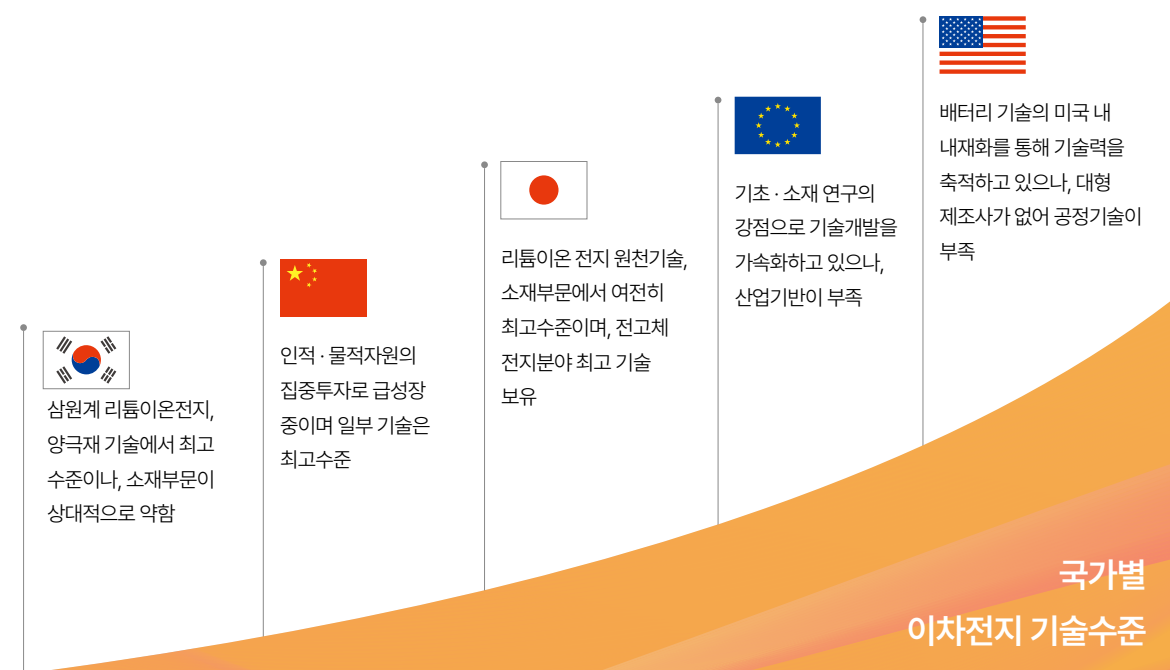 삼원계 리튬이온전지,
양극재 기술에서 최고
수준이나, 소재부문이
상대적으로 약함
인적 · 물적자원의
집중투자로 급성장
중이며 일부 기술은
최고수준
리튬이온 전지 원천기술,
소재부문에서 여전히
최고수준이며, 전고체
전지분야 최고 기술
보유
기초 · 소재 연구의
강점으로 기술개발을
가속화하고 있으나,
산업기반이 부족
배터리 기술의 미국 내
내재화를 통해 기술력을
축적하고 있으나, 대형
제조사가 없어 공정기술이
부족
국가별
이차전지 기술수준